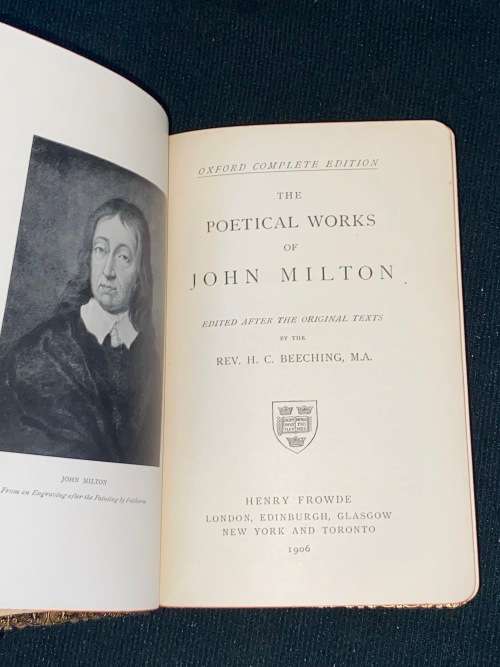 JOHN MILTON
From an Engraving after the Painting by Faithorne
OXFORD COMPLETE EDITION
THE
POETICAL WORKS
OF
JOHN MILTON
EDITED AFTER THE ORIGINAL TEXTS
BY THE
REV. H. C. BEECHING, M.A.
HENRY FROWDE
LONDON, EDINBURGH, GLASGOW
NEW YORK AND TORONTO
1906